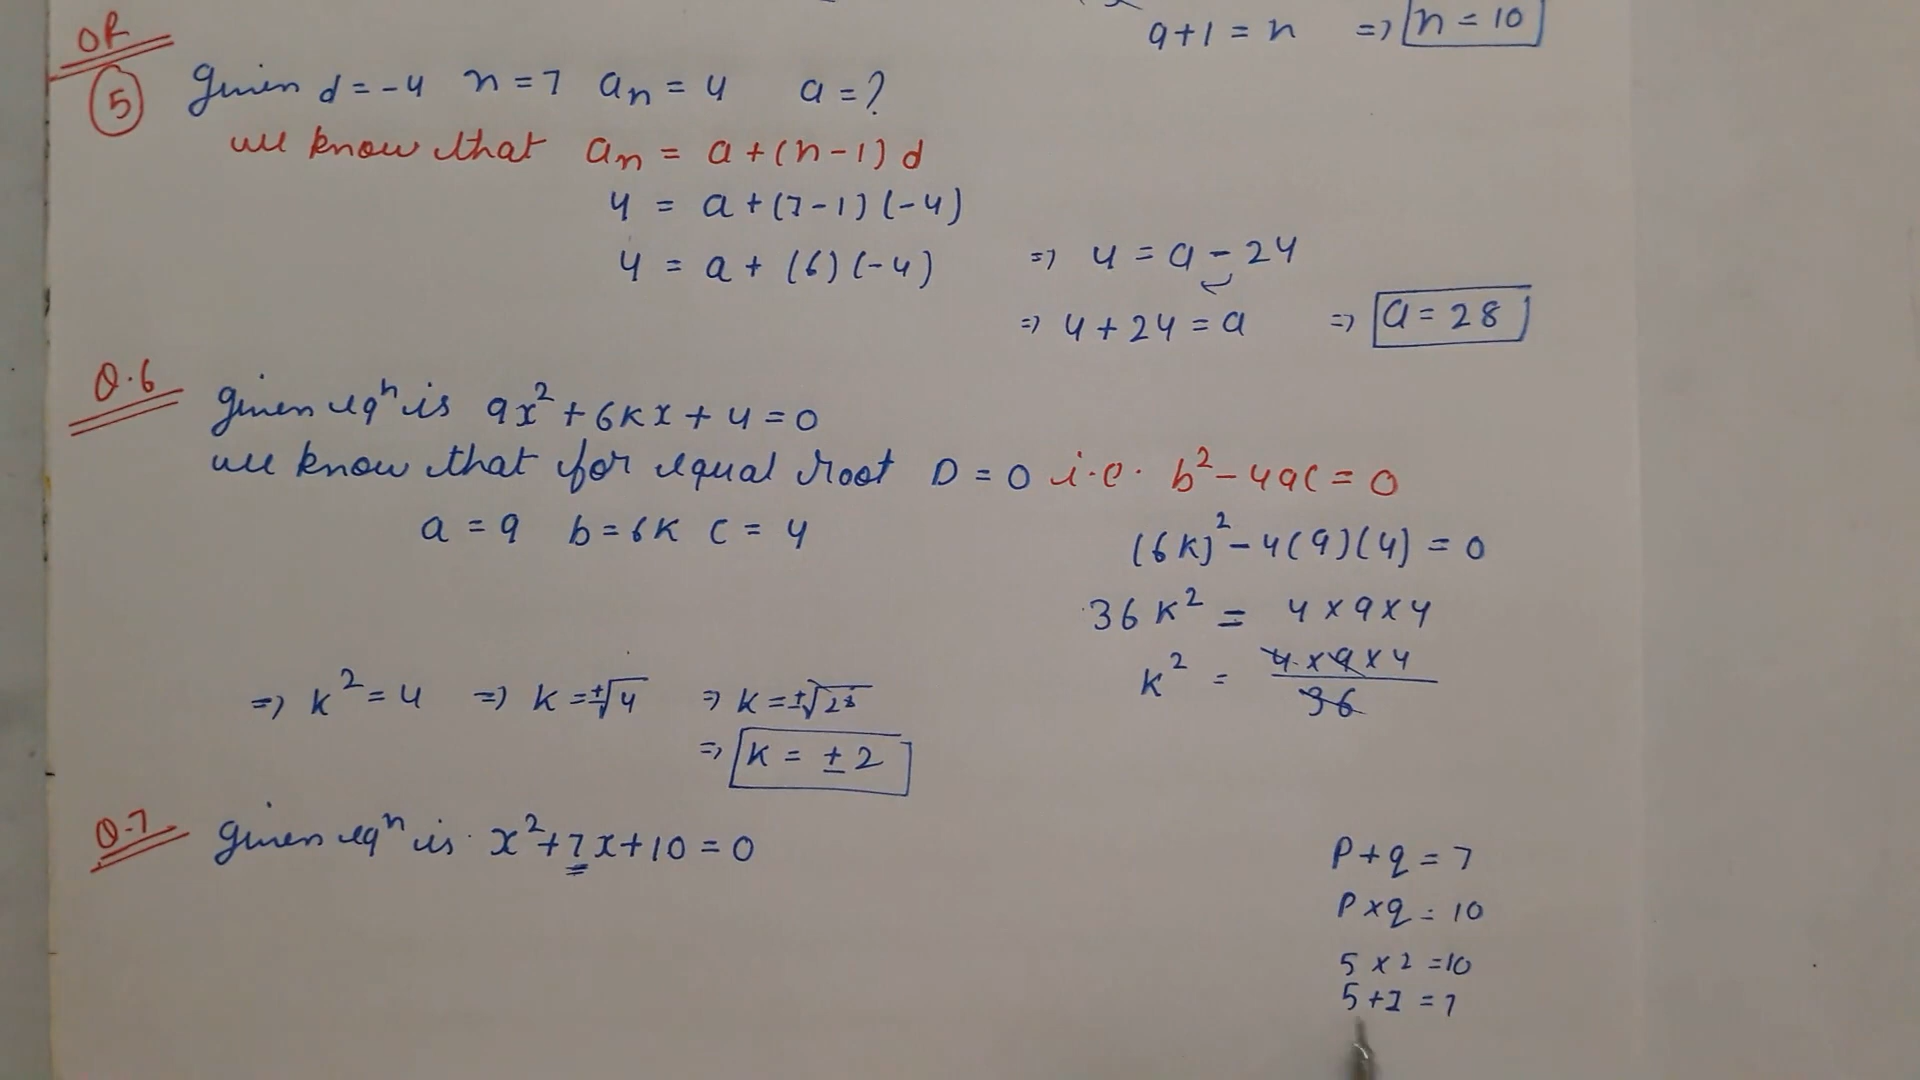 9+1 = n => n = 10
OR
5 Given d = -4 n = 7 an = 4 a = ?
we know that an = a + (n-1) d
4 = a + (7-1) (-4)
4 = a + (6) (-4) => 4 = a - 24
=> 4 + 24 = a => a = 28
Q.6 Given eqⁿ is 9x² + 6kx + 4 = 0
we know that for equal root D = 0 i.e. b² - 4ac = 0
a = 9 b = 6k c = 4
(6k)² - 4(9)(4) = 0
36k² = 4 x 9 x 4
k² = 4 x 9 x 4 / 36
=> k² = 4 => k = ±√4 => k = ±√2²
=> k = ± 2
Q.7 Given eqⁿ is x² + 7x + 10 = 0
P + q = 7
P x q = 10
5 x 2 = 10
5 + 2 = 7